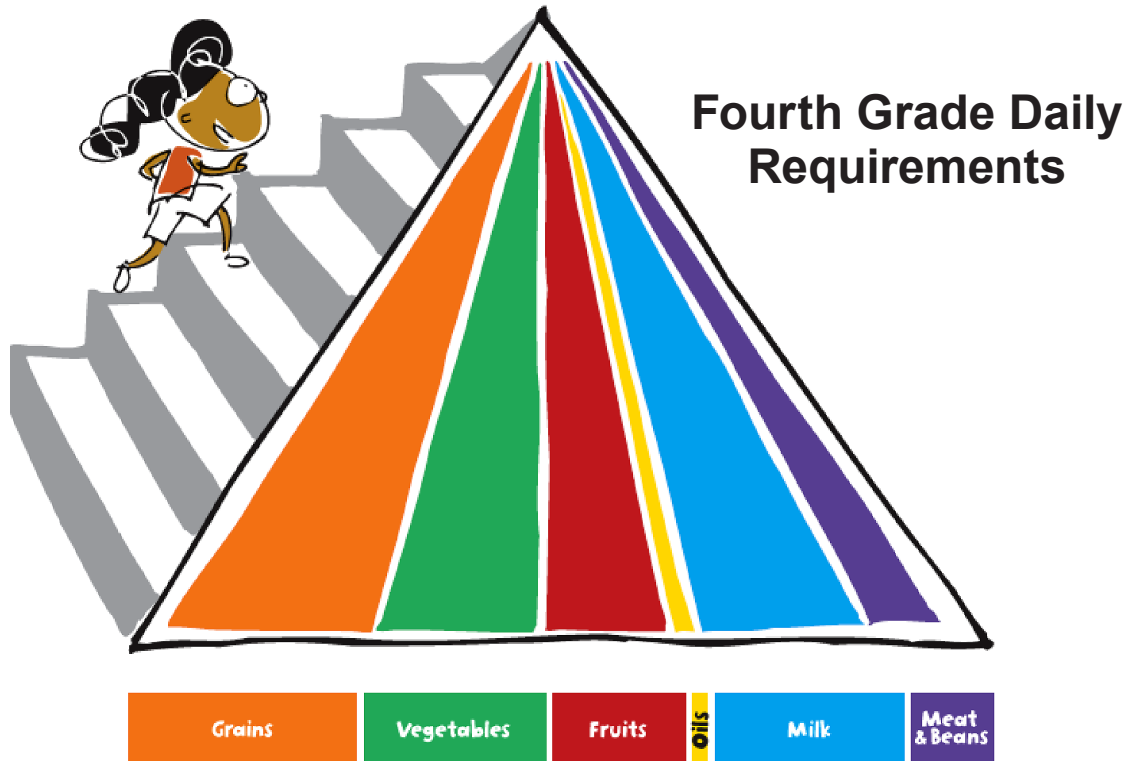 Fourth Grade Daily
Requirements
Grains
Vegetables
Fruits
Oils
Milk
Meat
& Beans